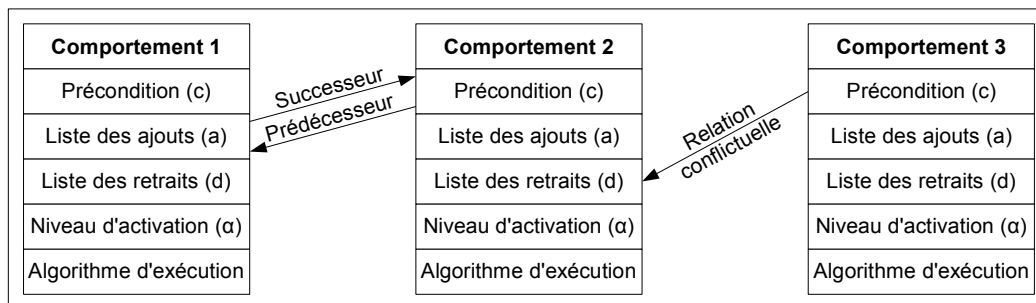 Comportement 1
Précondition (c)
Liste des ajouts (a)
Liste des retraits (d)
Niveau d'activation (α)
Algorithme d'exécution
Successeur
Prédécesseur
Comportement 2
Précondition (c)
Liste des ajouts (a)
Liste des retraits (d)
Niveau d'activation (α)
Algorithme d'exécution
Relation
conflictuelle
Comportement 3
Précondition (c)
Liste des ajouts (a)
Liste des retraits (d)
Niveau d'activation (α)
Algorithme d'exécution